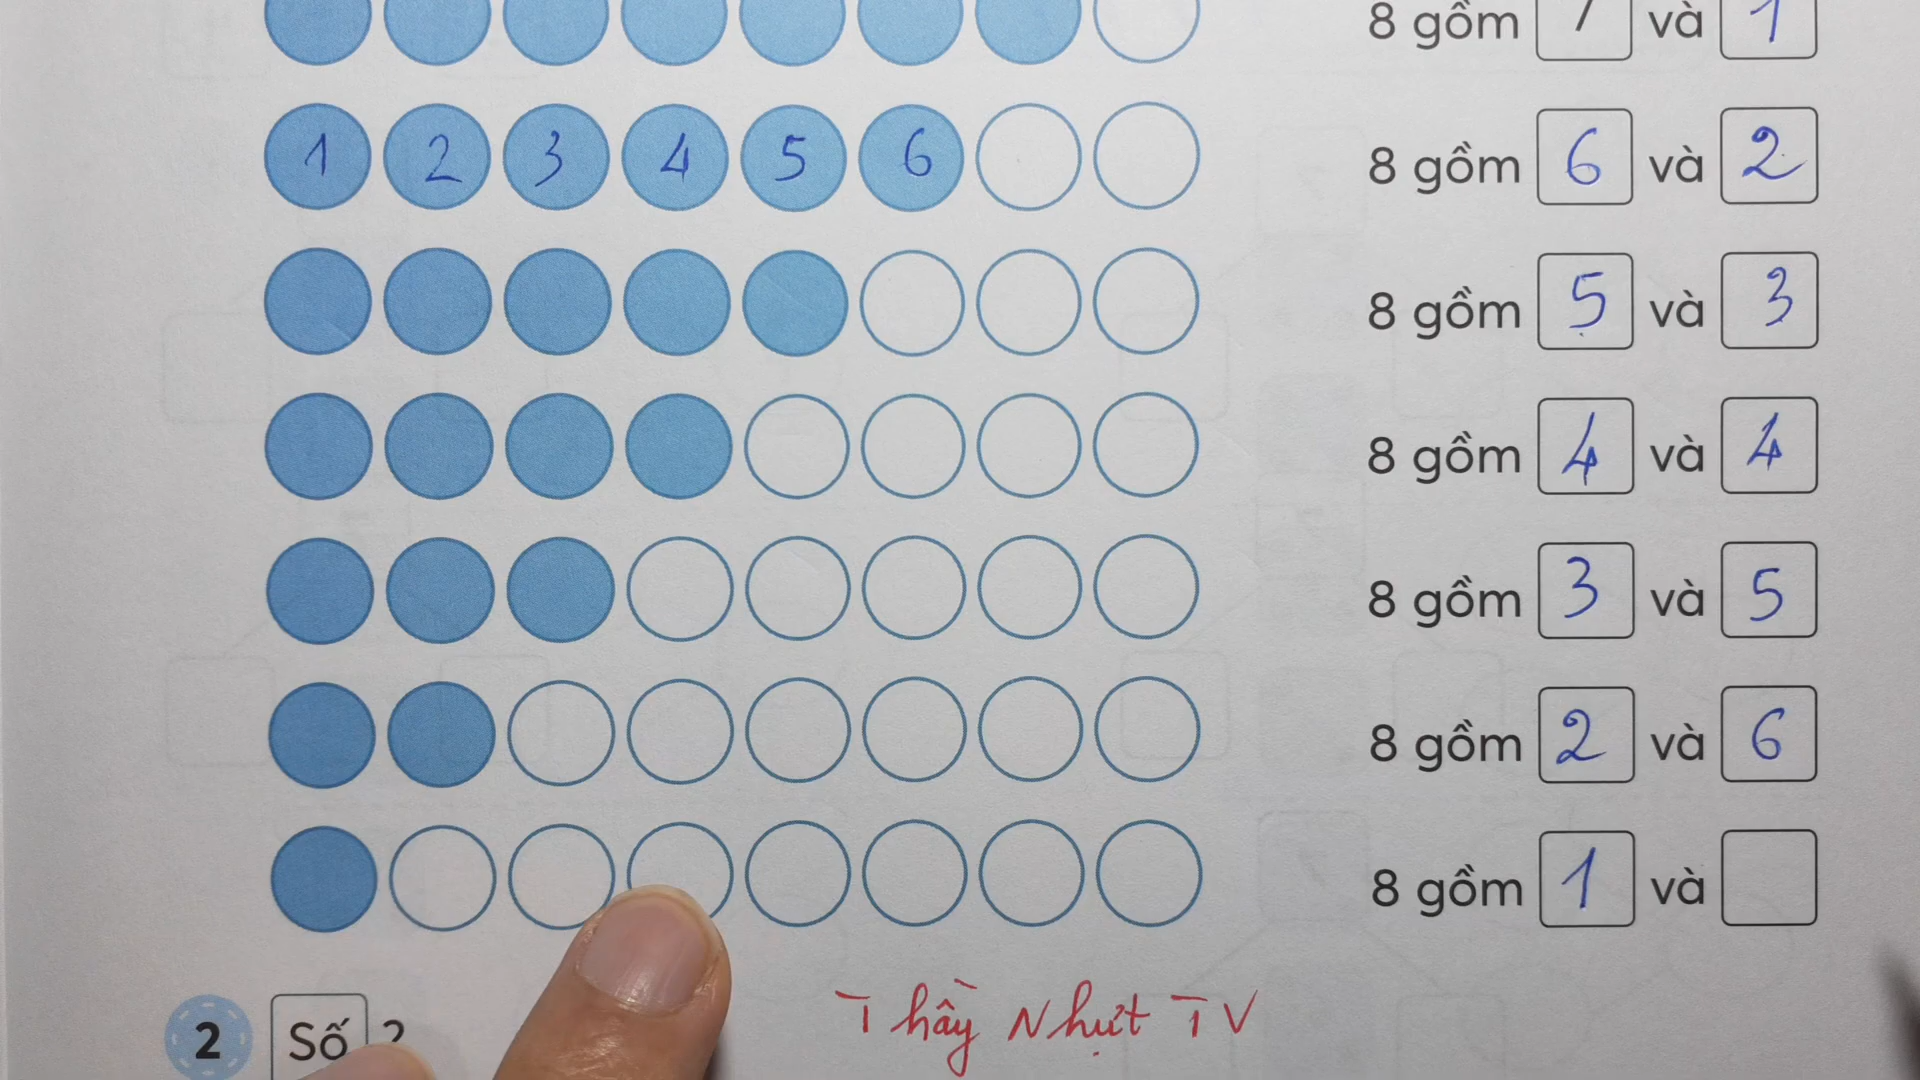 8 gồm 7 và 1
1 2 3 4 5 6 8 gồm 6 và 2
8 gồm 5 và 3
8 gồm 4 và 4
8 gồm 3 và 5
8 gồm 2 và 6
8 gồm 1 và
2 Số ?
Thầy Nhựt TV